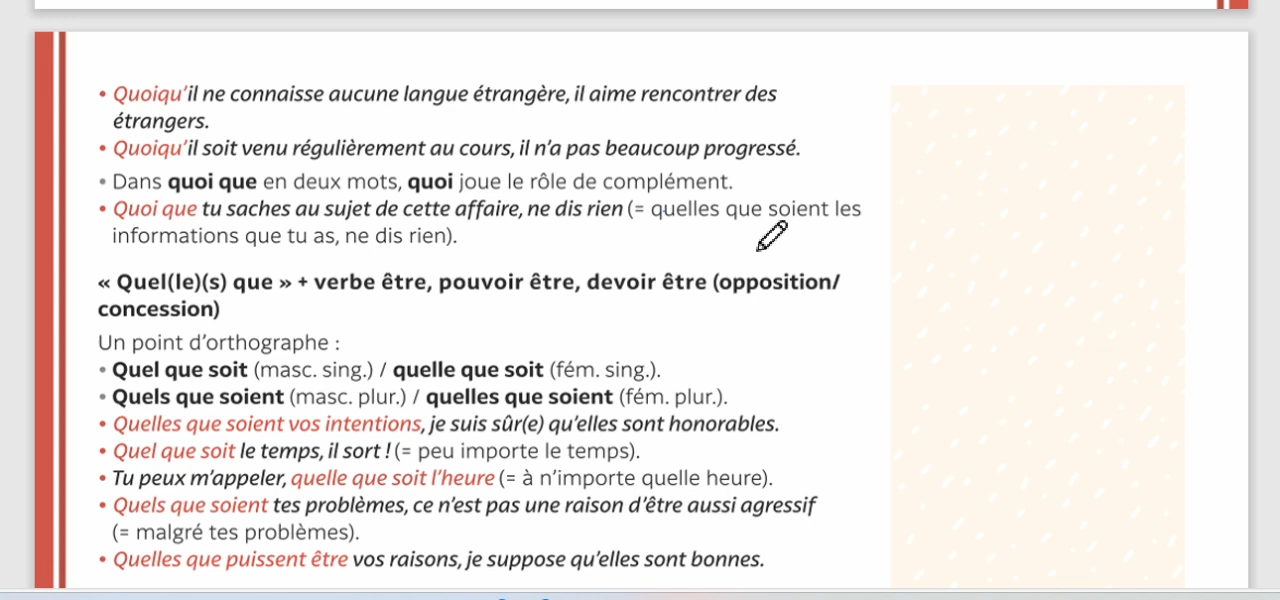 • Quoiqu’il ne connaisse aucune langue étrangère, il aime rencontrer des
étrangers.
• Quoiqu’il soit venu régulièrement au cours, il n’a pas beaucoup progressé.
• Dans quoi que en deux mots, quoi joue le rôle de complément.
• Quoi que tu saches au sujet de cette affaire, ne dis rien (= quelles que soient les
informations que tu as, ne dis rien).
« Quel(le)(s) que » + verbe être, pouvoir être, devoir être (opposition/
concession)
Un point d’orthographe :
• Quel que soit (masc. sing.) / quelle que soit (fém. sing.).
• Quels que soient (masc. plur.) / quelles que soient (fém. plur.).
• Quelles que soient vos intentions, je suis sûr(e) qu’elles sont honorables.
• Quel que soit le temps, il sort ! (= peu importe le temps).
• Tu peux m’appeler, quelle que soit l’heure (= à n’importe quelle heure).
• Quels que soient tes problèmes, ce n’est pas une raison d’être aussi agressif
(= malgré tes problèmes).
• Quelles que puissent être vos raisons, je suppose qu’elles sont bonnes.